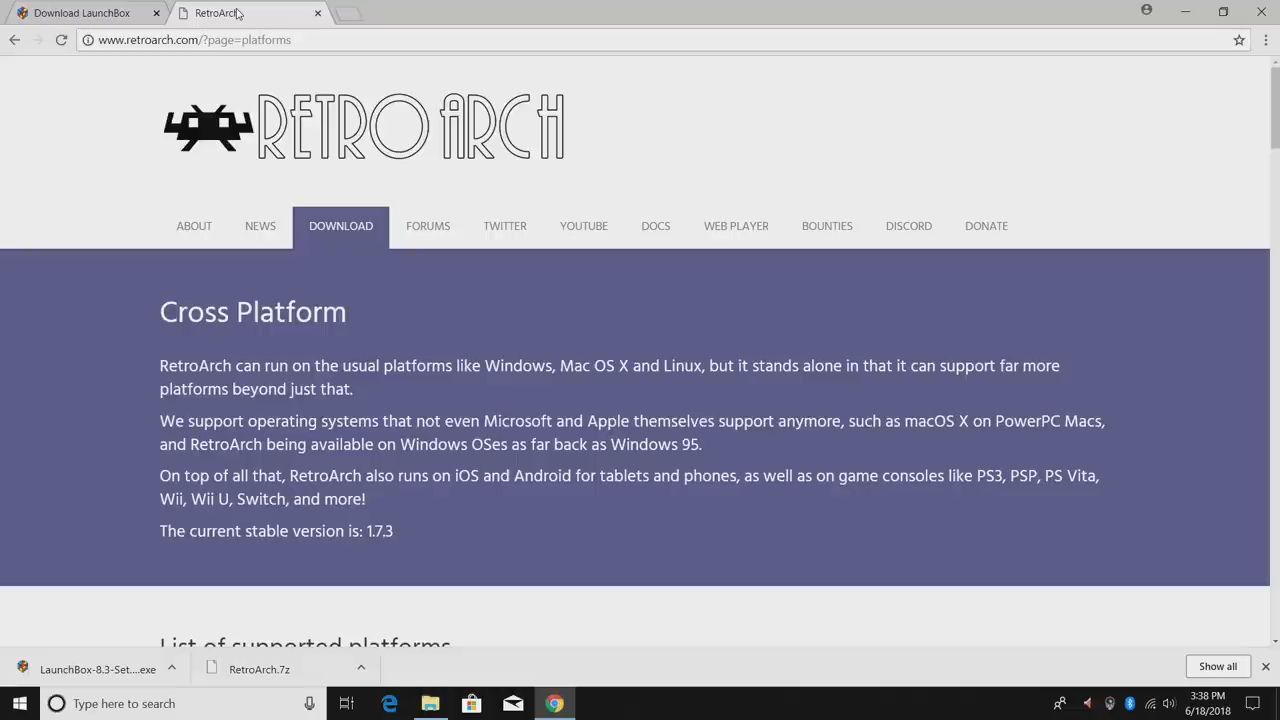 Download LaunchBox
RetroArch
www.retroarch.com/?page=platforms
RETROARCH
ABOUT NEWS DOWNLOAD FORUMS TWITTER YOUTUBE DOCS WEB PLAYER BOUNTIES DISCORD DONATE
Cross Platform
RetroArch can run on the usual platforms like Windows, Mac OS X and Linux, but it stands alone in that it can support far more
platforms beyond just that.
We support operating systems that not even Microsoft and Apple themselves support anymore, such as macOS X on PowerPC Macs,
and RetroArch being available on Windows OSes as far back as Windows 95.
On top of all that, RetroArch also runs on iOS and Android for tablets and phones, as well as on game consoles like PS3, PSP, PS Vita,
Wii, Wii U, Switch, and more!
The current stable version is: 1.7.3
List of supported platforms
LaunchBox-8.3-Set....exe
RetroArch.7z
Show all
Type here to search
3:38 PM
6/18/2018